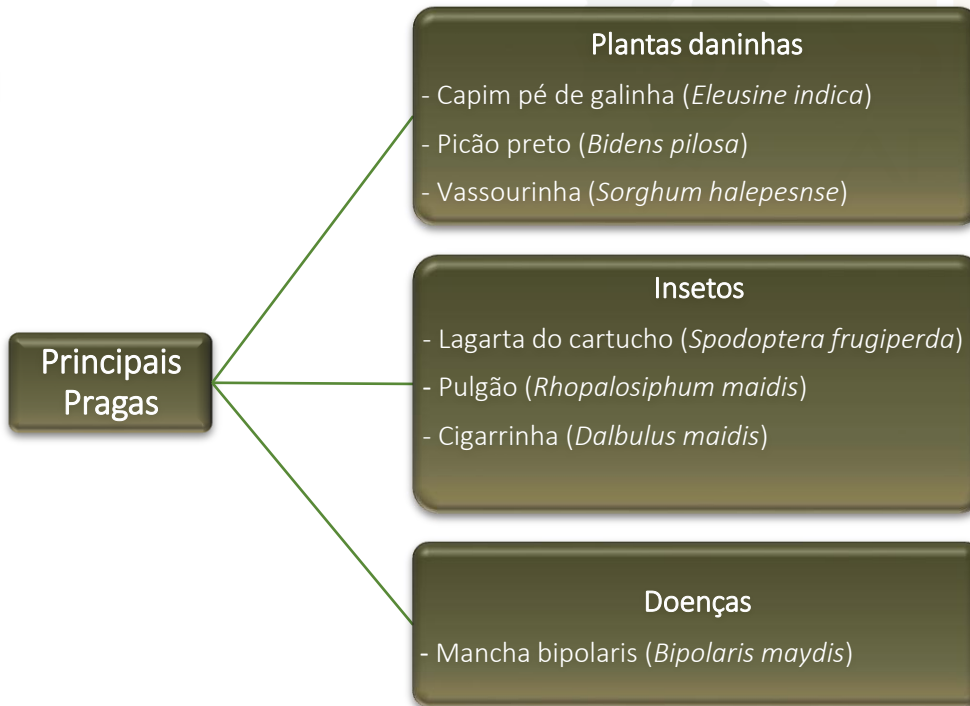 Plantas daninhas
- Capim pé de galinha (Eleusine indica)
- Picão preto (Bidens pilosa)
- Vassourinha (Sorghum halepesnse)
Principais
Pragas
Insetos
- Lagarta do cartucho (Spodoptera frugiperda)
- Pulgão (Rhopalosiphum maidis)
- Cigarrinha (Dalbulus maidis)
Doenças
- Mancha bipolaris (Bipolaris maydis)